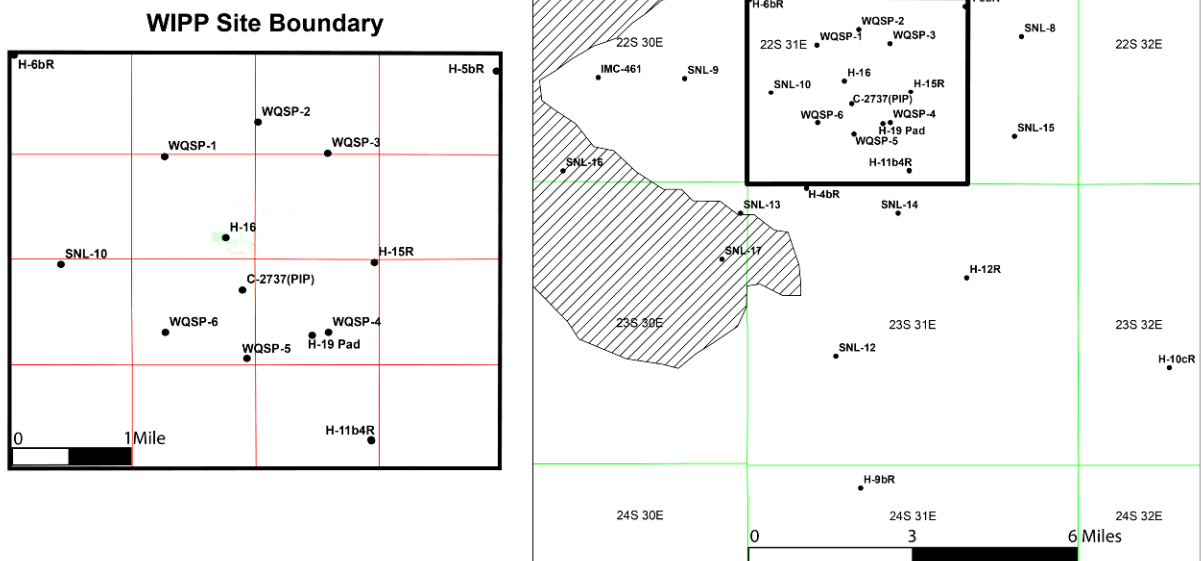 WIPP Site Boundary
H-6bR
H-5bR
WQSP-2
WQSP-1
WQSP-3
H-16
SNL-10
H-15R
C-2737(PIP)
WQSP-6
WQSP-4
H-19 Pad
WQSP-5
H-11b4R
0
1Mile
H-6bR
WQSP-2
SNL-8
22S 30E
22S 31E
WQSP-1
WQSP-3
22S 32E
IMC-461
SNL-9
H-16
SNL-10
H-15R
C-2737(PIP)
WQSP-6
WQSP-4
H-19 Pad
SNL-15
WQSP-5
SNL-16
H-11b4R
H-4bR
SNL-13
SNL-14
SNL-17
H-12R
23S 30E
23S 31E
23S 32E
SNL-12
H-10cR
H-9bR
24S 30E
24S 31E
24S 32E
0
3
6 Miles